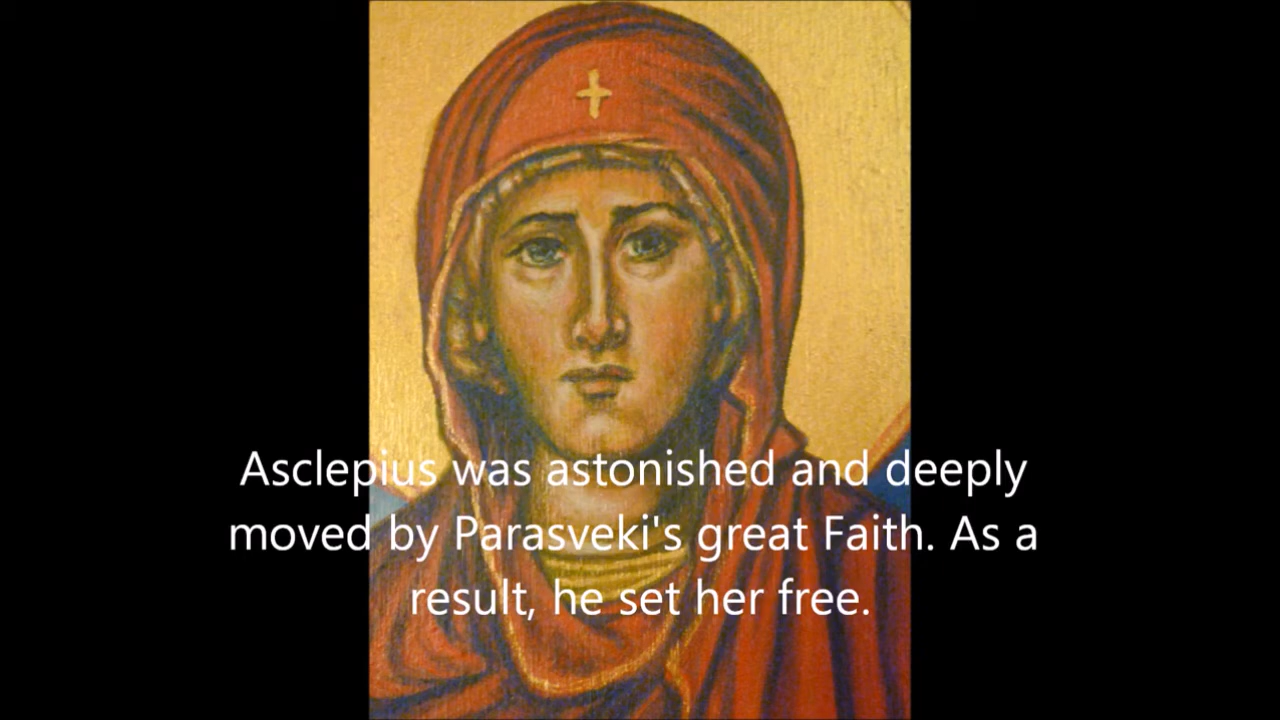 Asclepius was astonished and deeply
moved by Parasveki's great Faith. As a
result, he set her free.